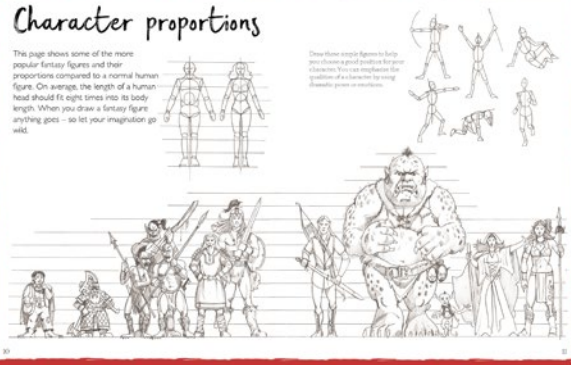 Character proportions
This page shows some of the more
popular fantasy figures and their
proportions compared to a normal human
figure. On average, the length of a human
head should fit eight times into its body
length. When you draw a fantasy figure
anything goes – so let your imagination go
wild.
Draw these simple figures to help
you choose a good position for your
character. You can emphasize the
qualities of a character by using
dramatic poses or emotions.
30
31